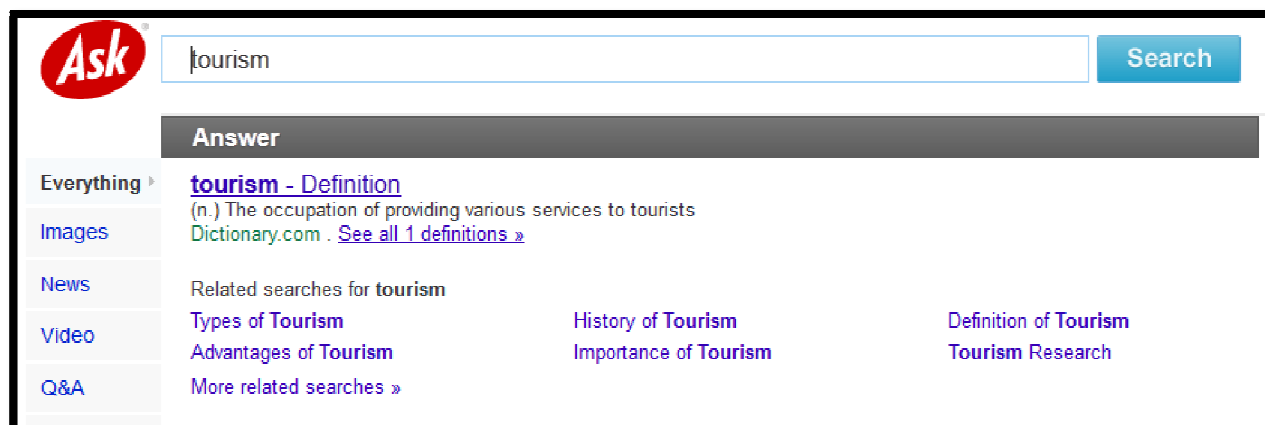 Ask®
tourism
Search
Answer
Everything
Images
News
Video
Q&A
tourism - Definition
(n.) The occupation of providing various services to tourists
Dictionary.com . See all 1 definitions »
Related searches for tourism
Types of Tourism History of Tourism Definition of Tourism
Advantages of Tourism Importance of Tourism Tourism Research
More related searches »